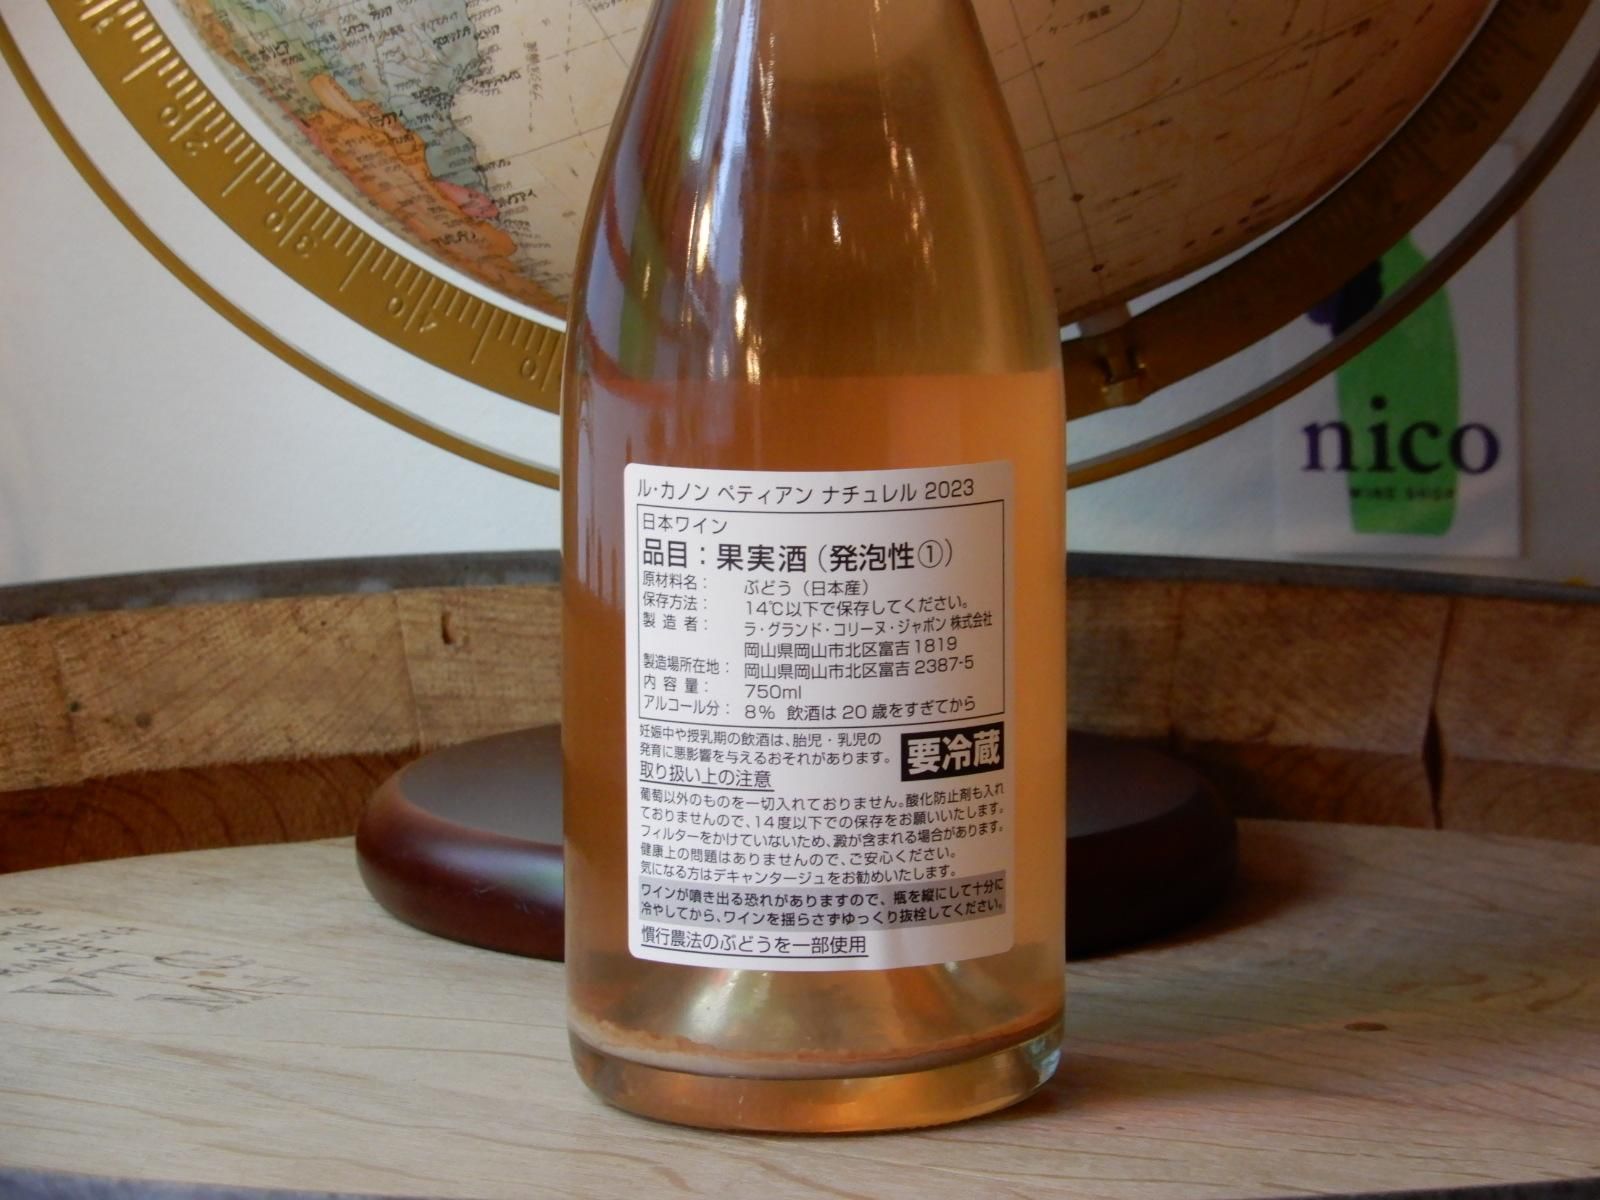 ル・カノン ペティアン ナチュレル 2023
日本ワイン
品目：果実酒（発泡性①）
原材料名： ぶどう（日本産）
保存方法： 14℃以下で保存してください。
製造者： ラ・グランド・コリーヌ・ジャポン 株式会社
岡山県岡山市北区富吉1819
製造場所在地： 岡山県岡山市北区富吉 2387-5
内容量： 750ml
アルコール分： 8% 飲酒は 20 歳をすぎてから
妊娠中や授乳期の飲酒は、胎児・乳児の
発育に悪影響を与えるおそれがあります。
要冷蔵
取り扱い上の注意
葡萄以外のものを一切入れておりません。酸化防止剤も入れ
ておりませんので、14度以下での保存をお願いいたします。
フィルターをかけていないため、澱が含まれる場合があります。
健康上の問題はありませんので、ご安心ください。
気になる方はデキャンタージュをお勧めいたします。
ワインが噴き出る恐れがありますので、瓶を縦にして十分に
冷やしてから、ワインを揺らさずゆっくり抜栓してください。
慣行農法のぶどうを一部使用
nico
WINE SHOP